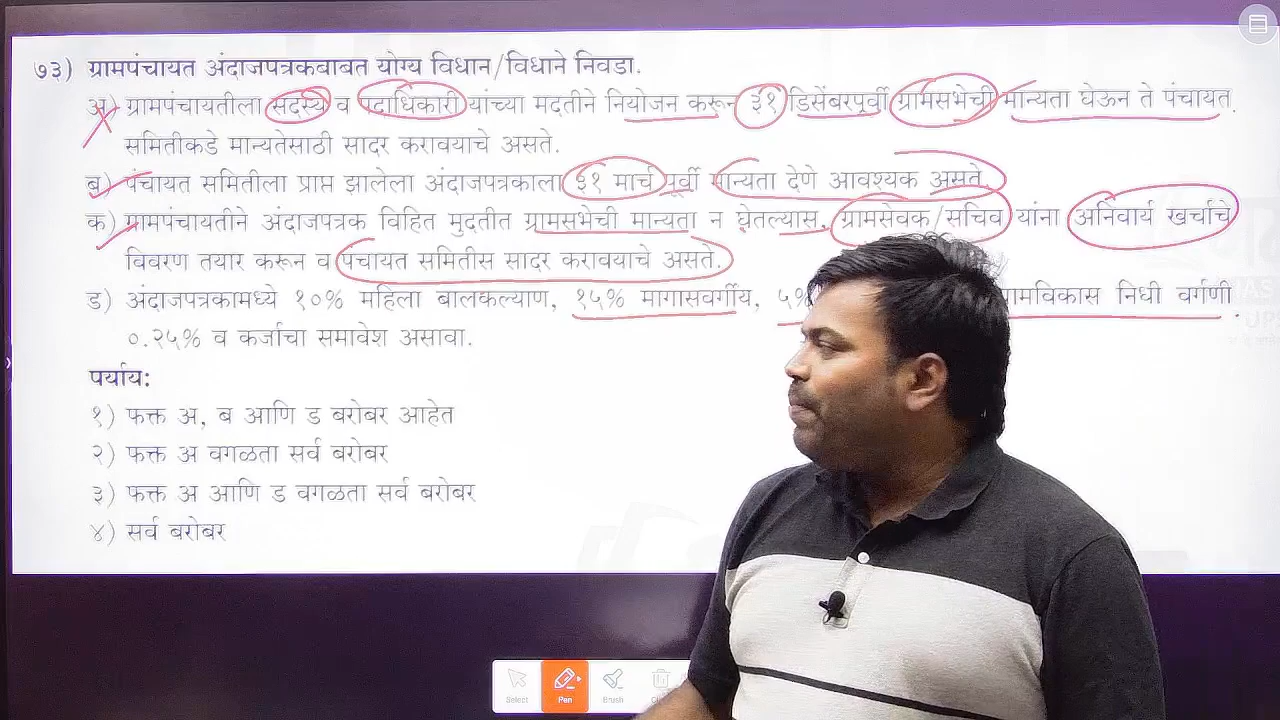 ७३) ग्रामपंचायत अंदाजपत्रकबाबत योग्य विधान/विधाने निवडा.
अ) ग्रामपंचायतीला सदस्य व पदाधिकारी यांच्या मदतीने नियोजन करून ३१ डिसेंबरपूर्वी ग्रामसभेची मान्यता घेऊन ते पंचायत
समितीकडे मान्यतेसाठी सादर करावयाचे असते.
ब) पंचायत समितीला प्राप्त झालेला अंदाजपत्रकाला ३१ मार्च पूर्वी मान्यता देणे आवश्यक असते.
क) ग्रामपंचायतीने अंदाजपत्रक विहित मुदतीत ग्रामसभेची मान्यता न घेतल्यास, ग्रामसेवक/सचिव यांना अनिवार्य खर्चाचे
विवरण तयार करून व पंचायत समितीस सादर करावयाचे असते.
ड) अंदाजपत्रकामध्ये १०% महिला बालकल्याण, १५% मागासवर्गीय, ५% ामविकास निधी वर्गणी
०.२५% व कर्जाचा समावेश असावा.
पर्याय:
१) फक्त अ, ब आणि ड बरोबर आहेत
२) फक्त अ वगळता सर्व बरोबर
३) फक्त अ आणि ड वगळता सर्व बरोबर
४) सर्व बरोबर
Select Pen Brush